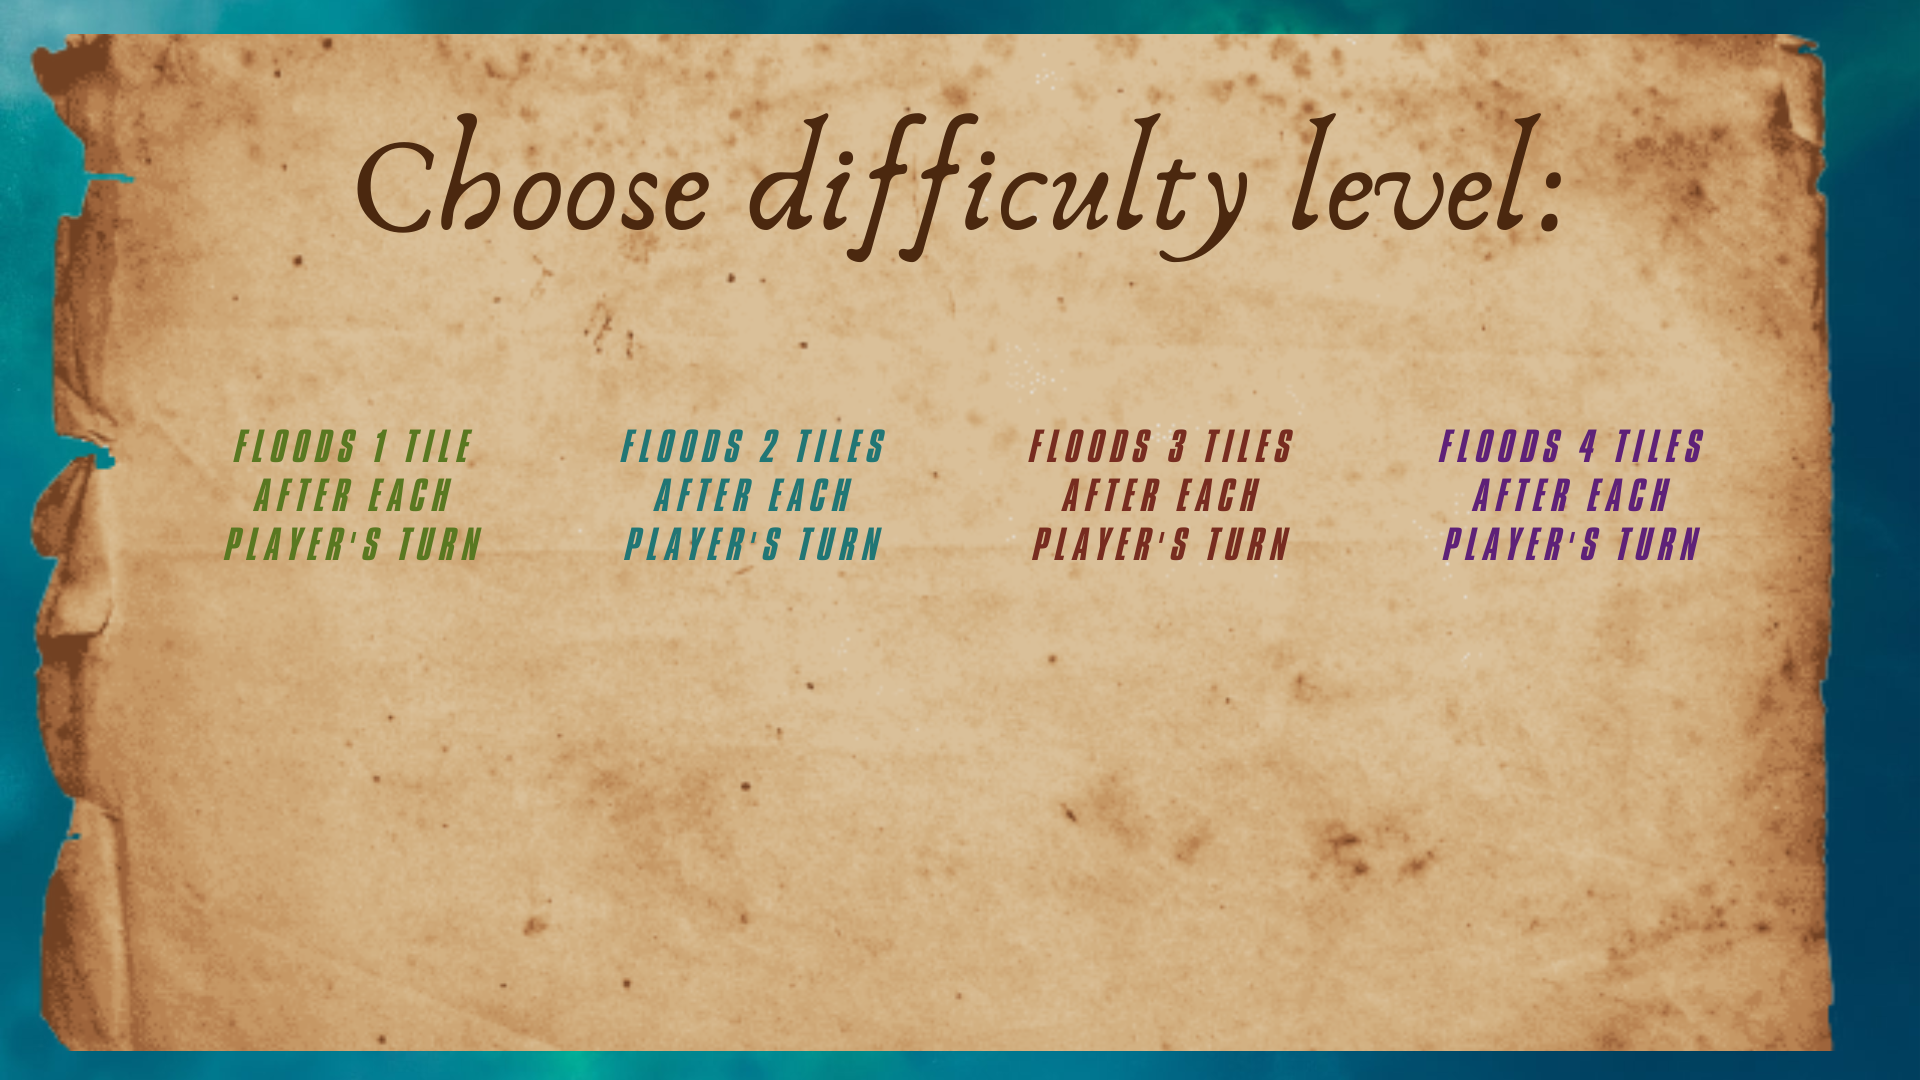 Choose difficulty level:
FLOODS 1 TILE
AFTER EACH
PLAYER'S TURN
FLOODS 2 TILES
AFTER EACH
PLAYER'S TURN
FLOODS 3 TILES
AFTER EACH
PLAYER'S TURN
FLOODS 4 TILES
AFTER EACH
PLAYER'S TURN